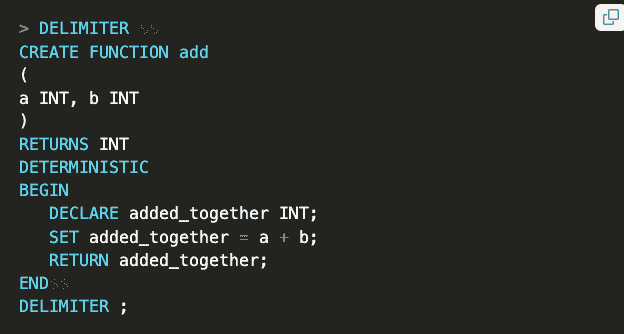 > DELIMITER %%
CREATE FUNCTION add
(
a INT, b INT
)
RETURNS INT
DETERMINISTIC
BEGIN
   DECLARE added_together INT;
   SET added_together = a + b;
   RETURN added_together;
END%%
DELIMITER ;